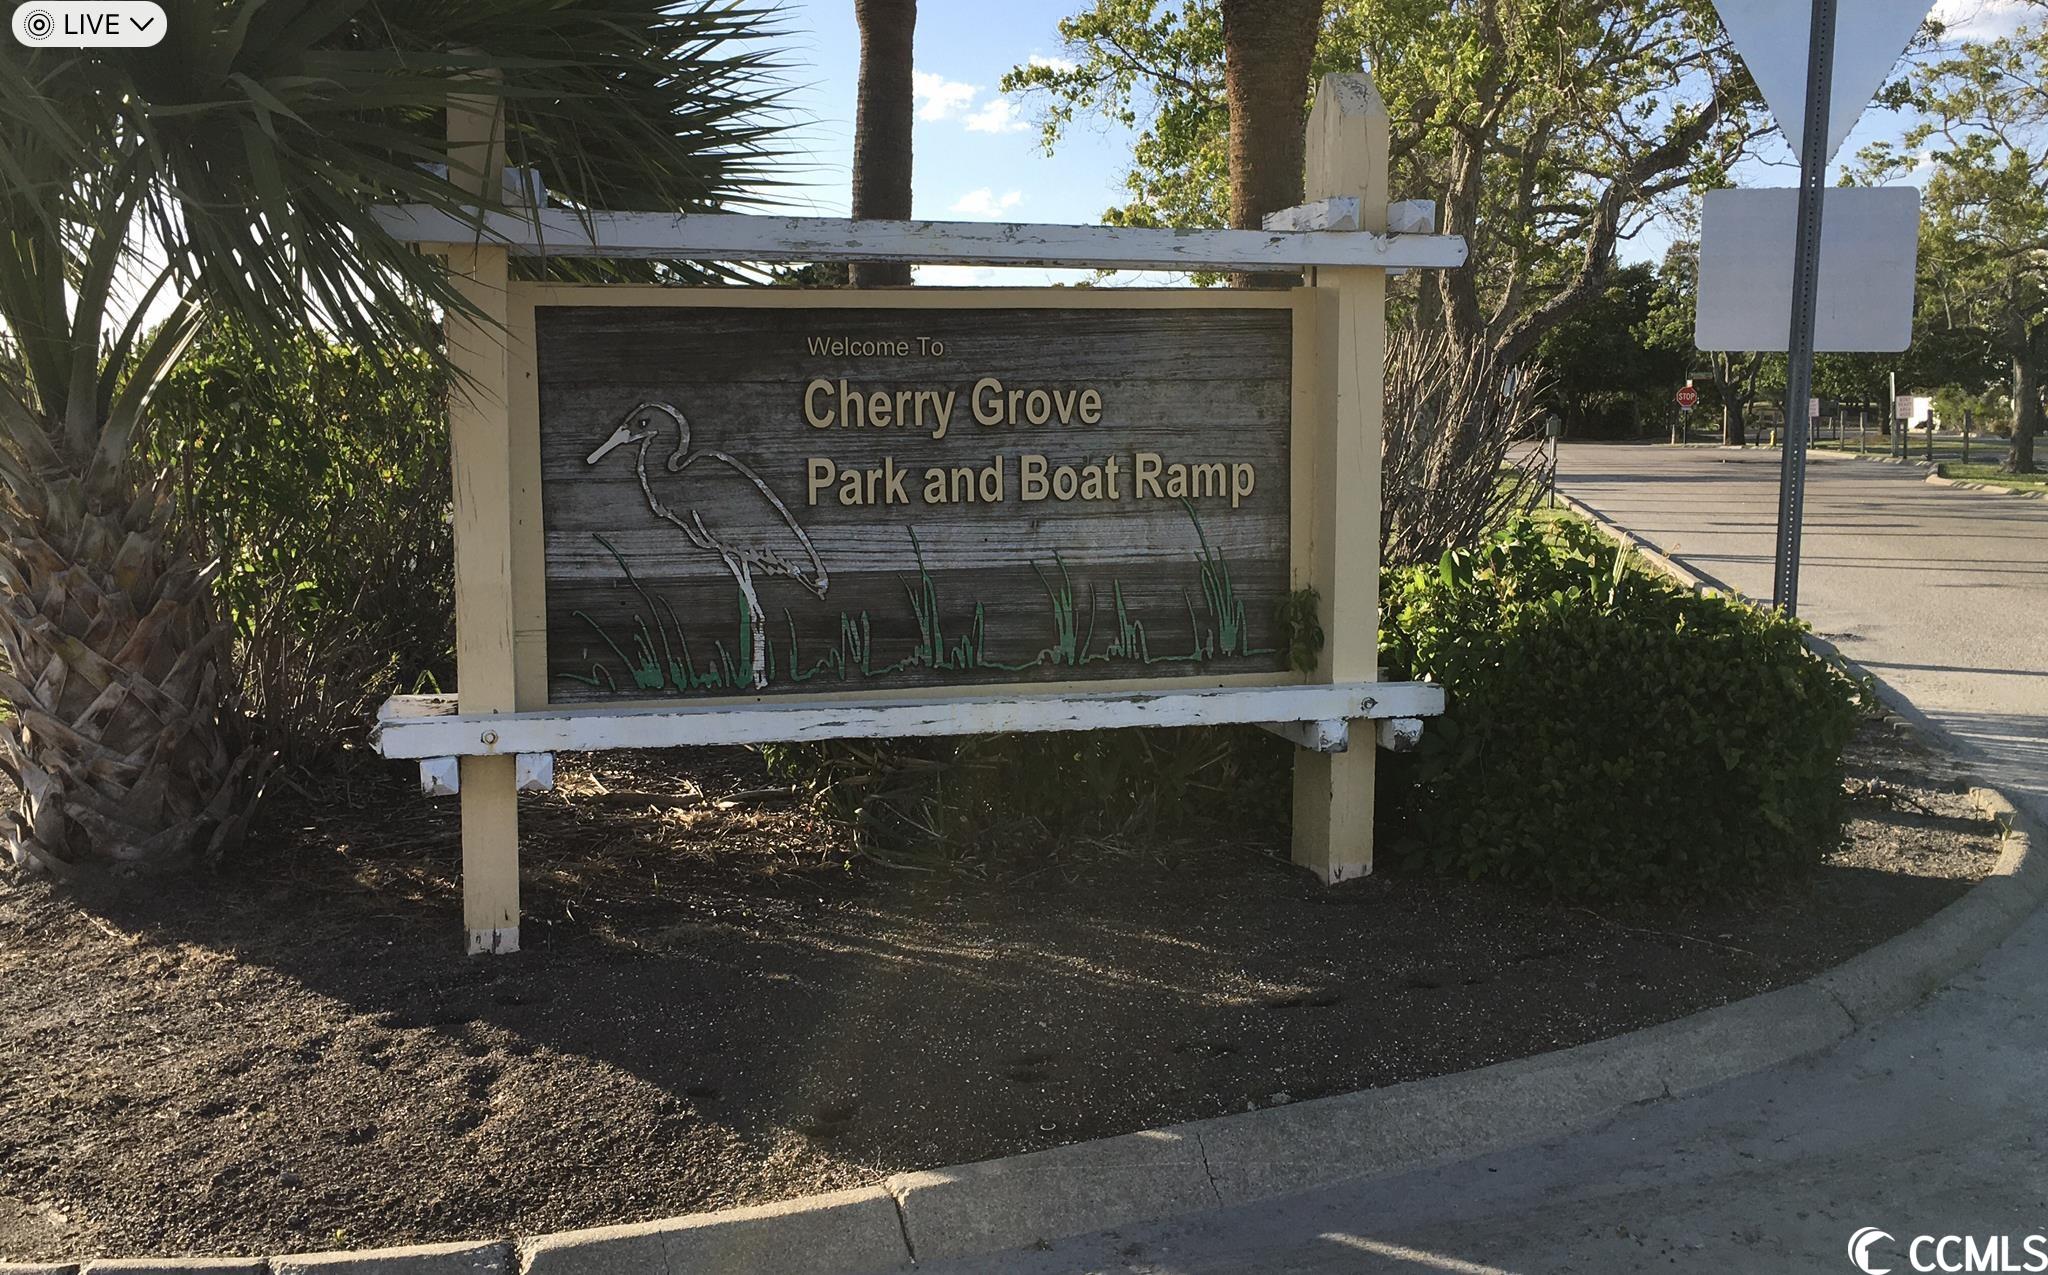 LIVE
Welcome To
Cherry Grove
Park and Boat Ramp
STOP
CCMLS